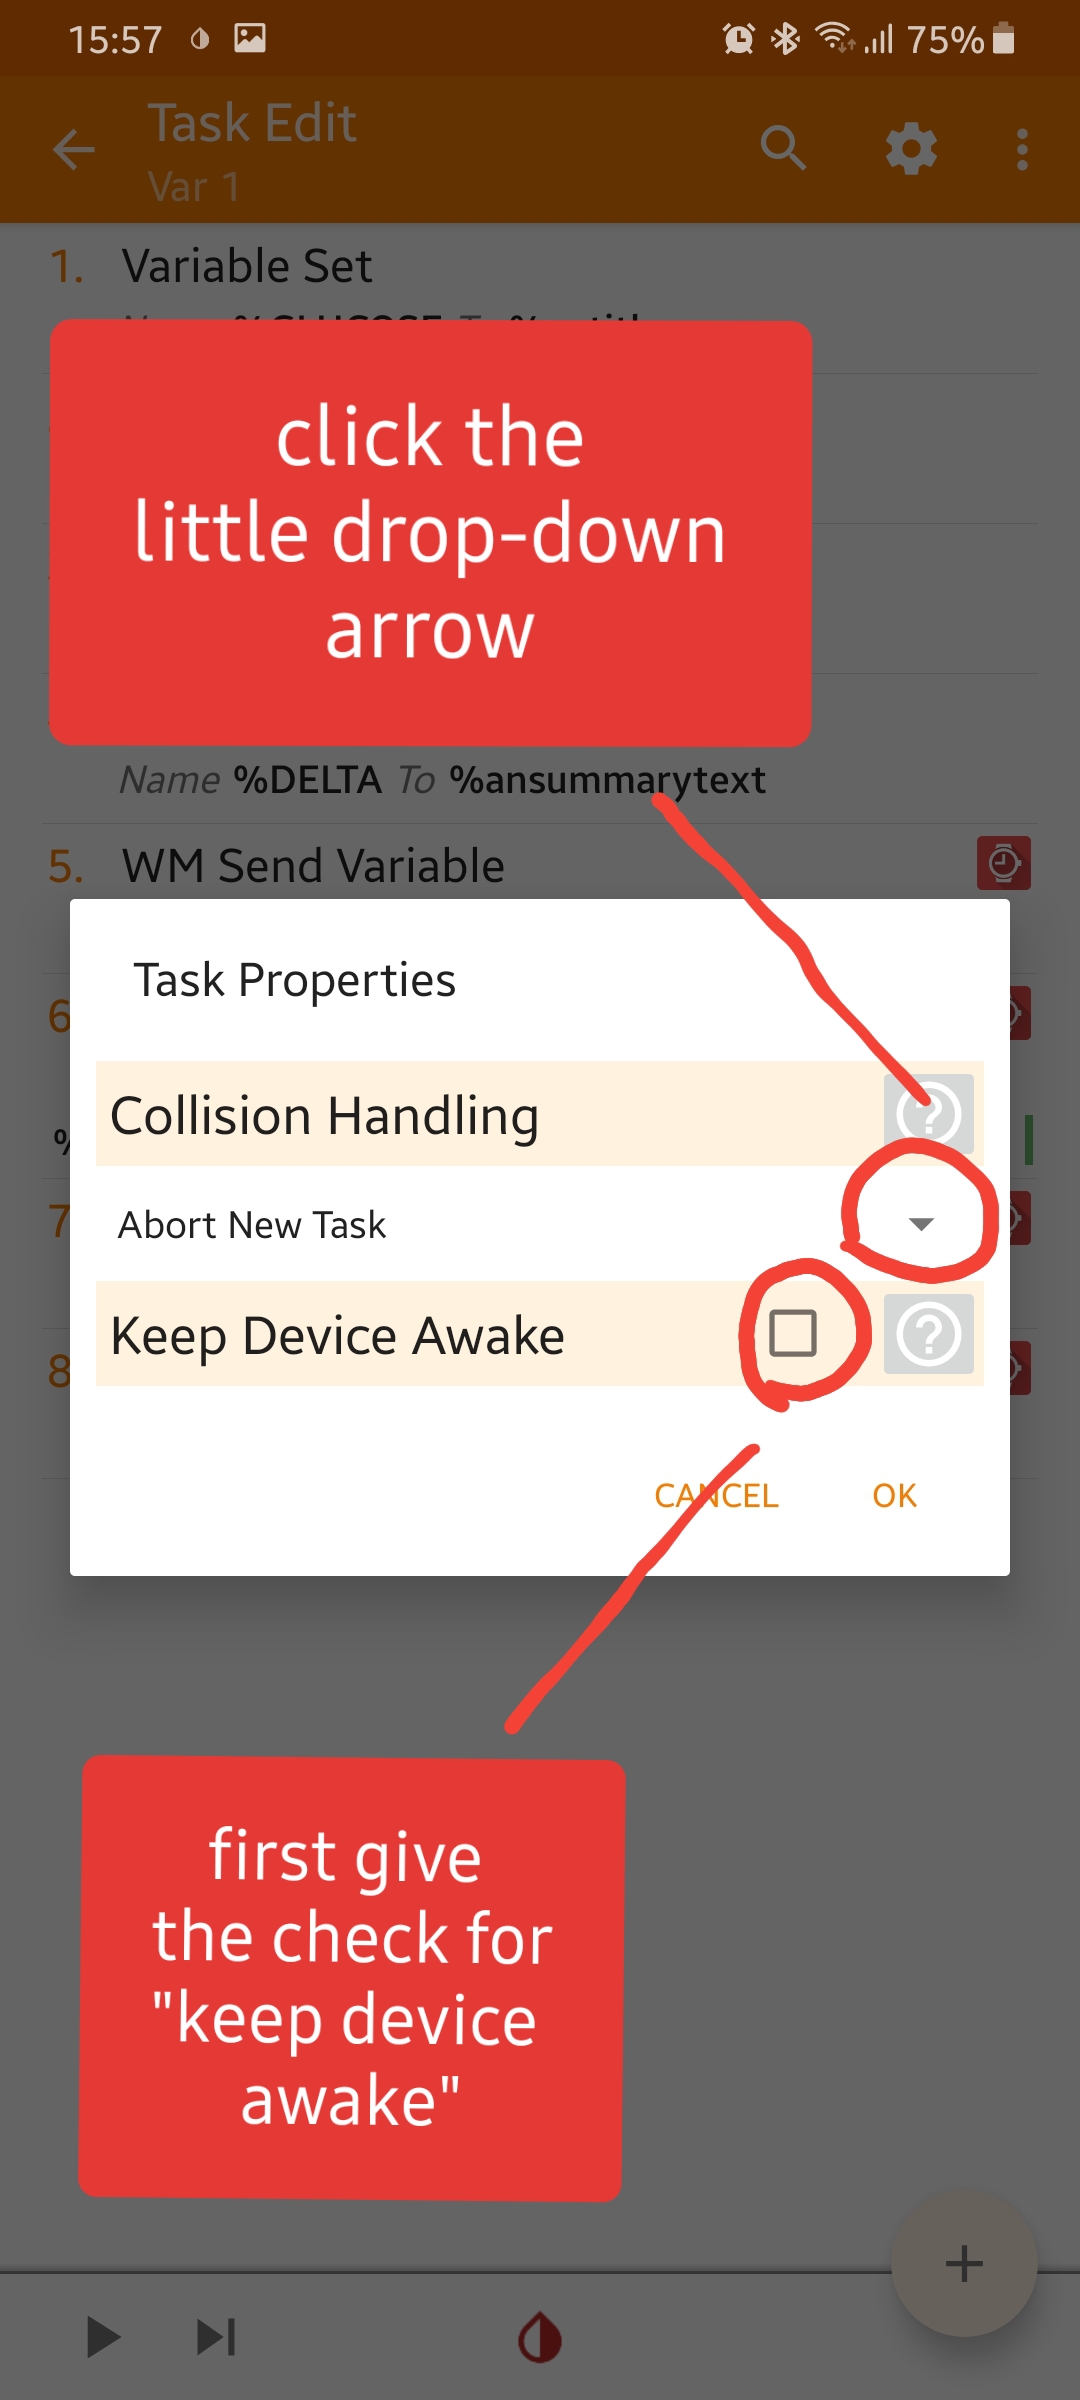 15:57
75%
Task Edit
Var 1
1. Variable Set
click the
little drop-down
arrow
Name %DELTA To %ansummarytext
5. WM Send Variable
Task Properties
6
Collision Handling
%
7
Abort New Task
Keep Device Awake
8
CANCEL OK
first give
the check for
"keep device
awake"